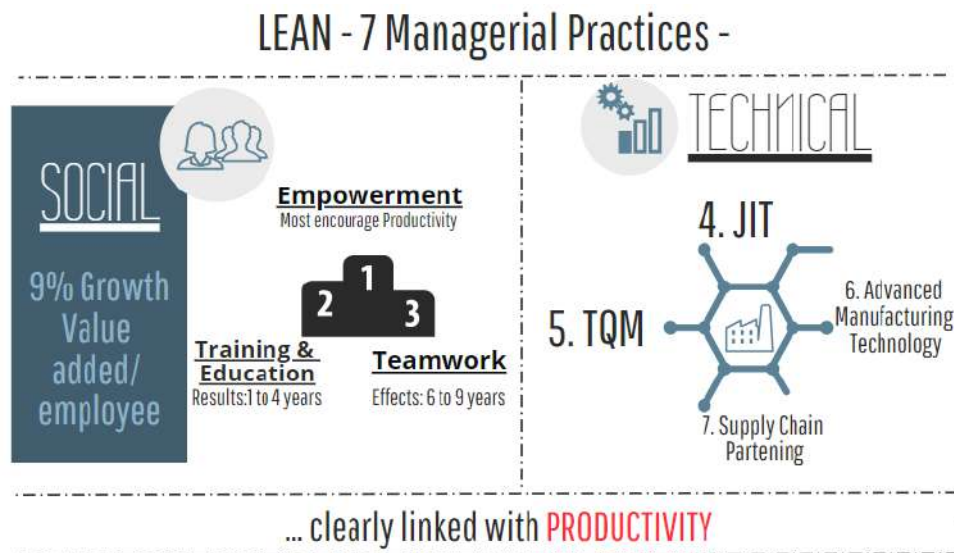 LEAN - 7 Managerial Practices -
SOCIAL
9% Growth
Value
added/
employee
Empowerment
Most encourage Productivity
1
2
3
Training &
Education
Results:1 to 4 years
Teamwork
Effects: 6 to 9 years
TECHNICAL
4. JIT
5. TQM
6. Advanced
Manufacturing
Technology
7. Supply Chain
Partening
... clearly linked with PRODUCTIVITY